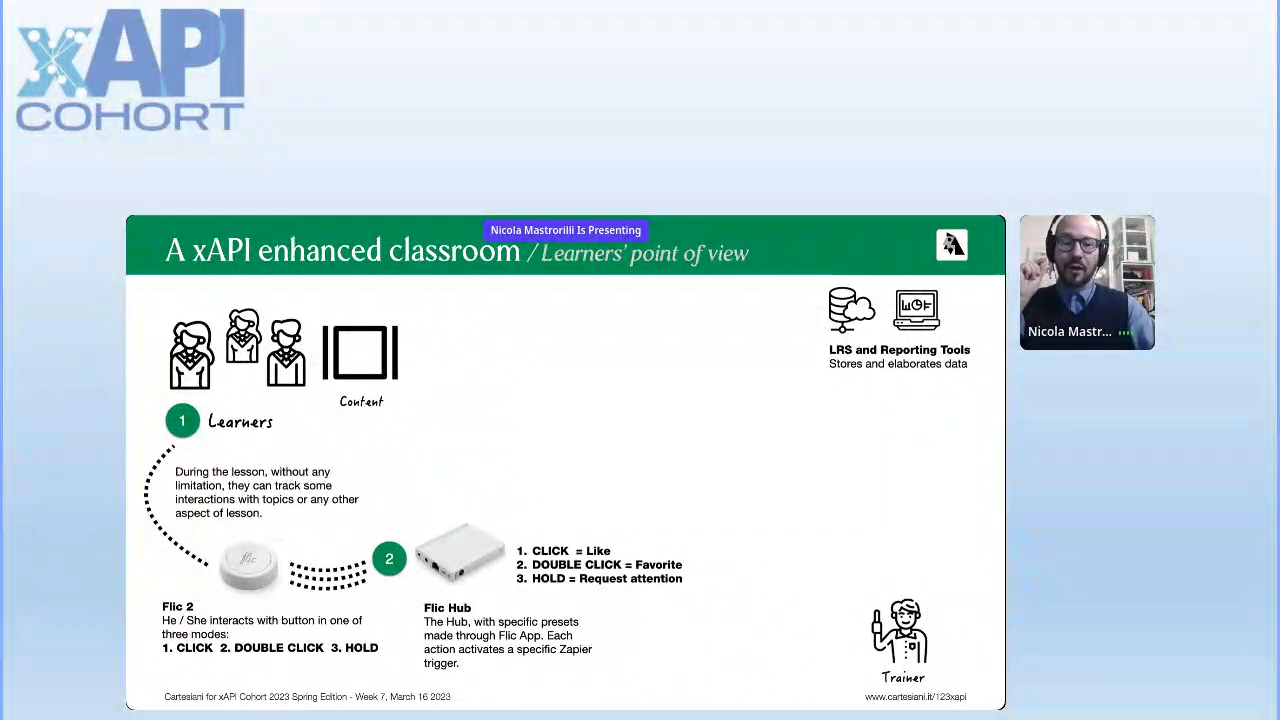 xAPI
COHORT
Nicola Mastrorilli Is Presenting
A xAPI enhanced classroom / Learners' point of view
LRS and Reporting Tools
Stores and elaborates data
Nicola Mastr...
Content
1 Learners
During the lesson, without any
limitation, they can track some
interactions with topics or any other
aspect of lesson.
flic
2
1. CLICK = Like
2. DOUBLE CLICK = Favorite
3. HOLD = Request attention
Flic 2
He / She interacts with button in one of
three modes:
1. CLICK 2. DOUBLE CLICK 3. HOLD
Flic Hub
The Hub, with specific presets
made through Flic App. Each
action activates a specific Zapier
trigger.
Trainer
Cartesiani for xAPI Cohort 2023 Spring Edition - Week 7, March 16 2023
www.cartesiani.it/123xapi